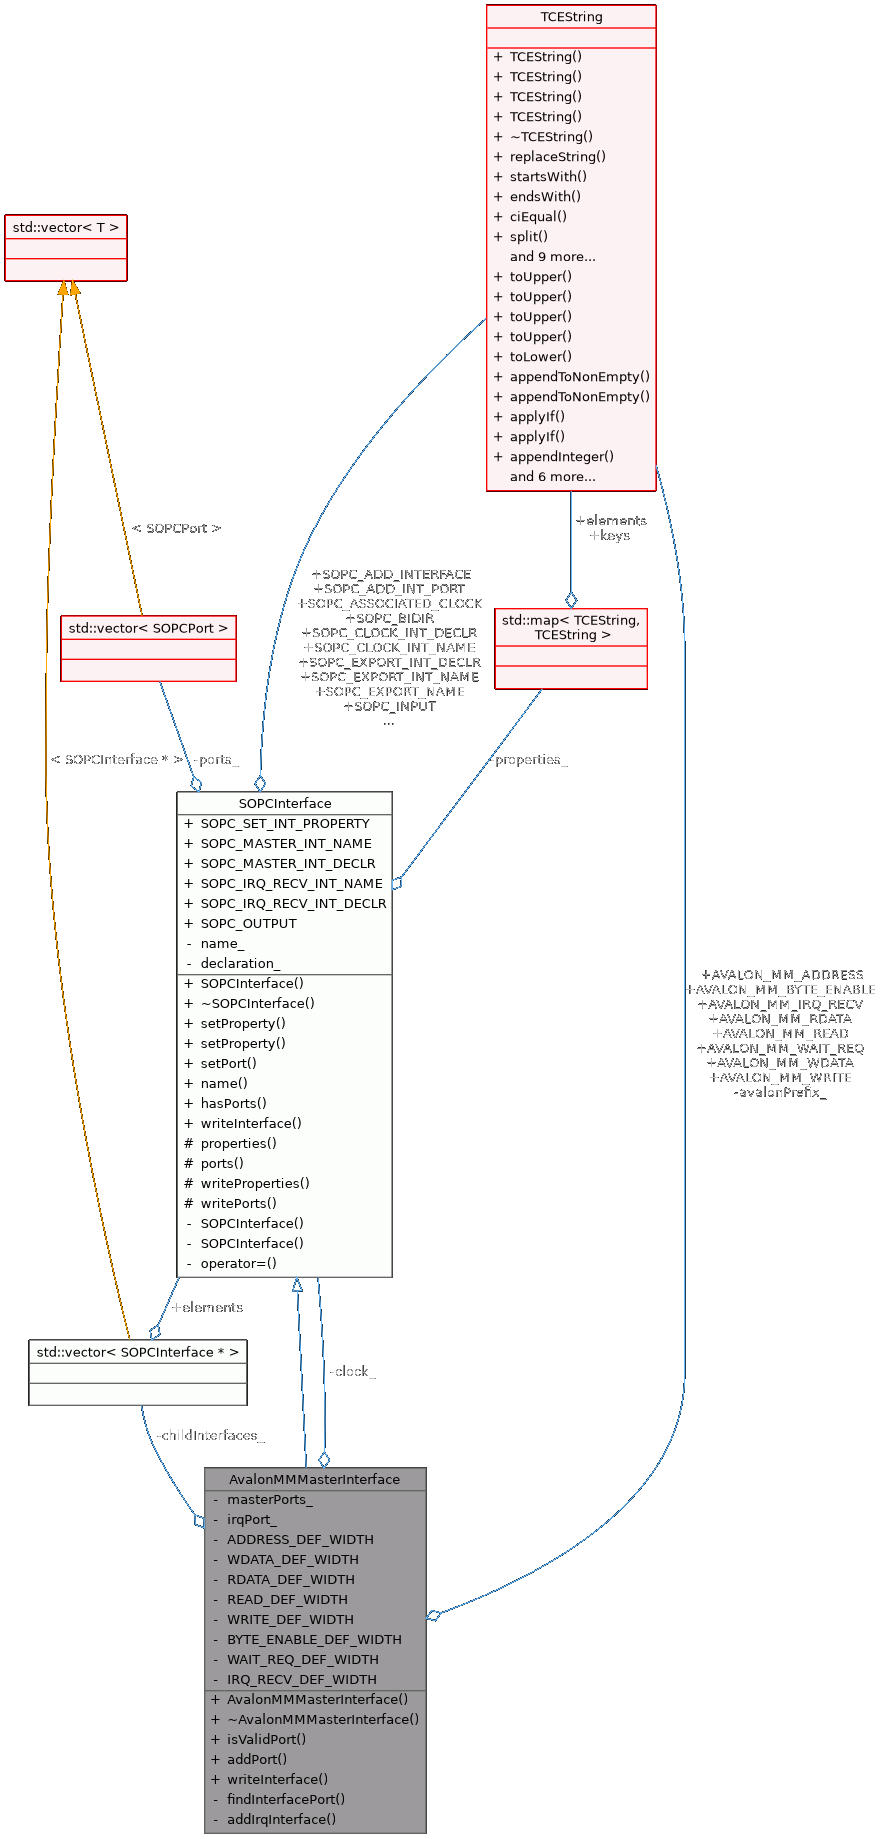 TCEString
+ TCEString()
+ TCEString()
+ TCEString()
+ TCEString()
+ ~TCEString()
+ replaceString()
+ startsWith()
+ endsWith()
+ ciEqual()
+ split()
and 9 more...
+ toUpper()
+ toUpper()
+ toUpper()
+ toUpper()
+ toLower()
+ appendToNonEmpty()
+ appendToNonEmpty()
+ applyIf()
+ applyIf()
+ appendInteger()
and 6 more...
std::vector< T >
< SOPCPort >
+elements
+keys
+SOPC_ADD_INTERFACE
+SOPC_ADD_INT_PORT
+SOPC_ASSOCIATED_CLOCK
+SOPC_BIDIR
+SOPC_CLOCK_INT_DECLR
+SOPC_CLOCK_INT_NAME
+SOPC_EXPORT_INT_DECLR
+SOPC_EXPORT_INT_NAME
+SOPC_EXPORT_NAME
+SOPC_INPUT
...
std::map< TCEString,
TCEString >
std::vector< SOPCPort >
< SOPCInterface * >
-ports_
-properties_
SOPCInterface
+ SOPC_SET_INT_PROPERTY
+ SOPC_MASTER_INT_NAME
+ SOPC_MASTER_INT_DECLR
+ SOPC_IRQ_RECV_INT_NAME
+ SOPC_IRQ_RECV_INT_DECLR
+ SOPC_OUTPUT
- name_
- declaration_
+ SOPCInterface()
+ ~SOPCInterface()
+ setProperty()
+ setProperty()
+ setPort()
+ name()
+ hasPorts()
+ writeInterface()
# properties()
# ports()
# writeProperties()
# writePorts()
- SOPCInterface()
- SOPCInterface()
- operator=()
+AVALON_MM_ADDRESS
+AVALON_MM_BYTE_ENABLE
+AVALON_MM_IRQ_RECV
+AVALON_MM_RDATA
+AVALON_MM_READ
+AVALON_MM_WAIT_REQ
+AVALON_MM_WDATA
+AVALON_MM_WRITE
-avalonPrefix_
+elements
std::vector< SOPCInterface * >
-clock_
-childInterfaces_
AvalonMMMasterInterface
- masterPorts_
- irqPort_
- ADDRESS_DEF_WIDTH
- WDATA_DEF_WIDTH
- RDATA_DEF_WIDTH
- READ_DEF_WIDTH
- WRITE_DEF_WIDTH
- BYTE_ENABLE_DEF_WIDTH
- WAIT_REQ_DEF_WIDTH
- IRQ_RECV_DEF_WIDTH
+ AvalonMMMasterInterface()
+ ~AvalonMMMasterInterface()
+ isValidPort()
+ addPort()
+ writeInterface()
- findInterfacePort()
- addIrqInterface()